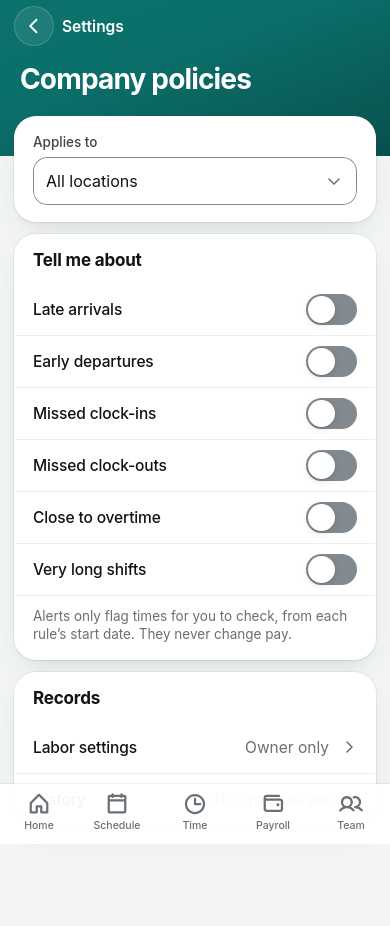 Settings
Company policies
Applies to
All locations
Tell me about
Late arrivals
Early departures
Missed clock-ins
Missed clock-outs
Close to overtime
Very long shifts
Alerts only flag times for you to check, from each
rule’s start date. They never change pay.
Records
Labor settings
Owner only
Home
Schedule
Time
Payroll
Team